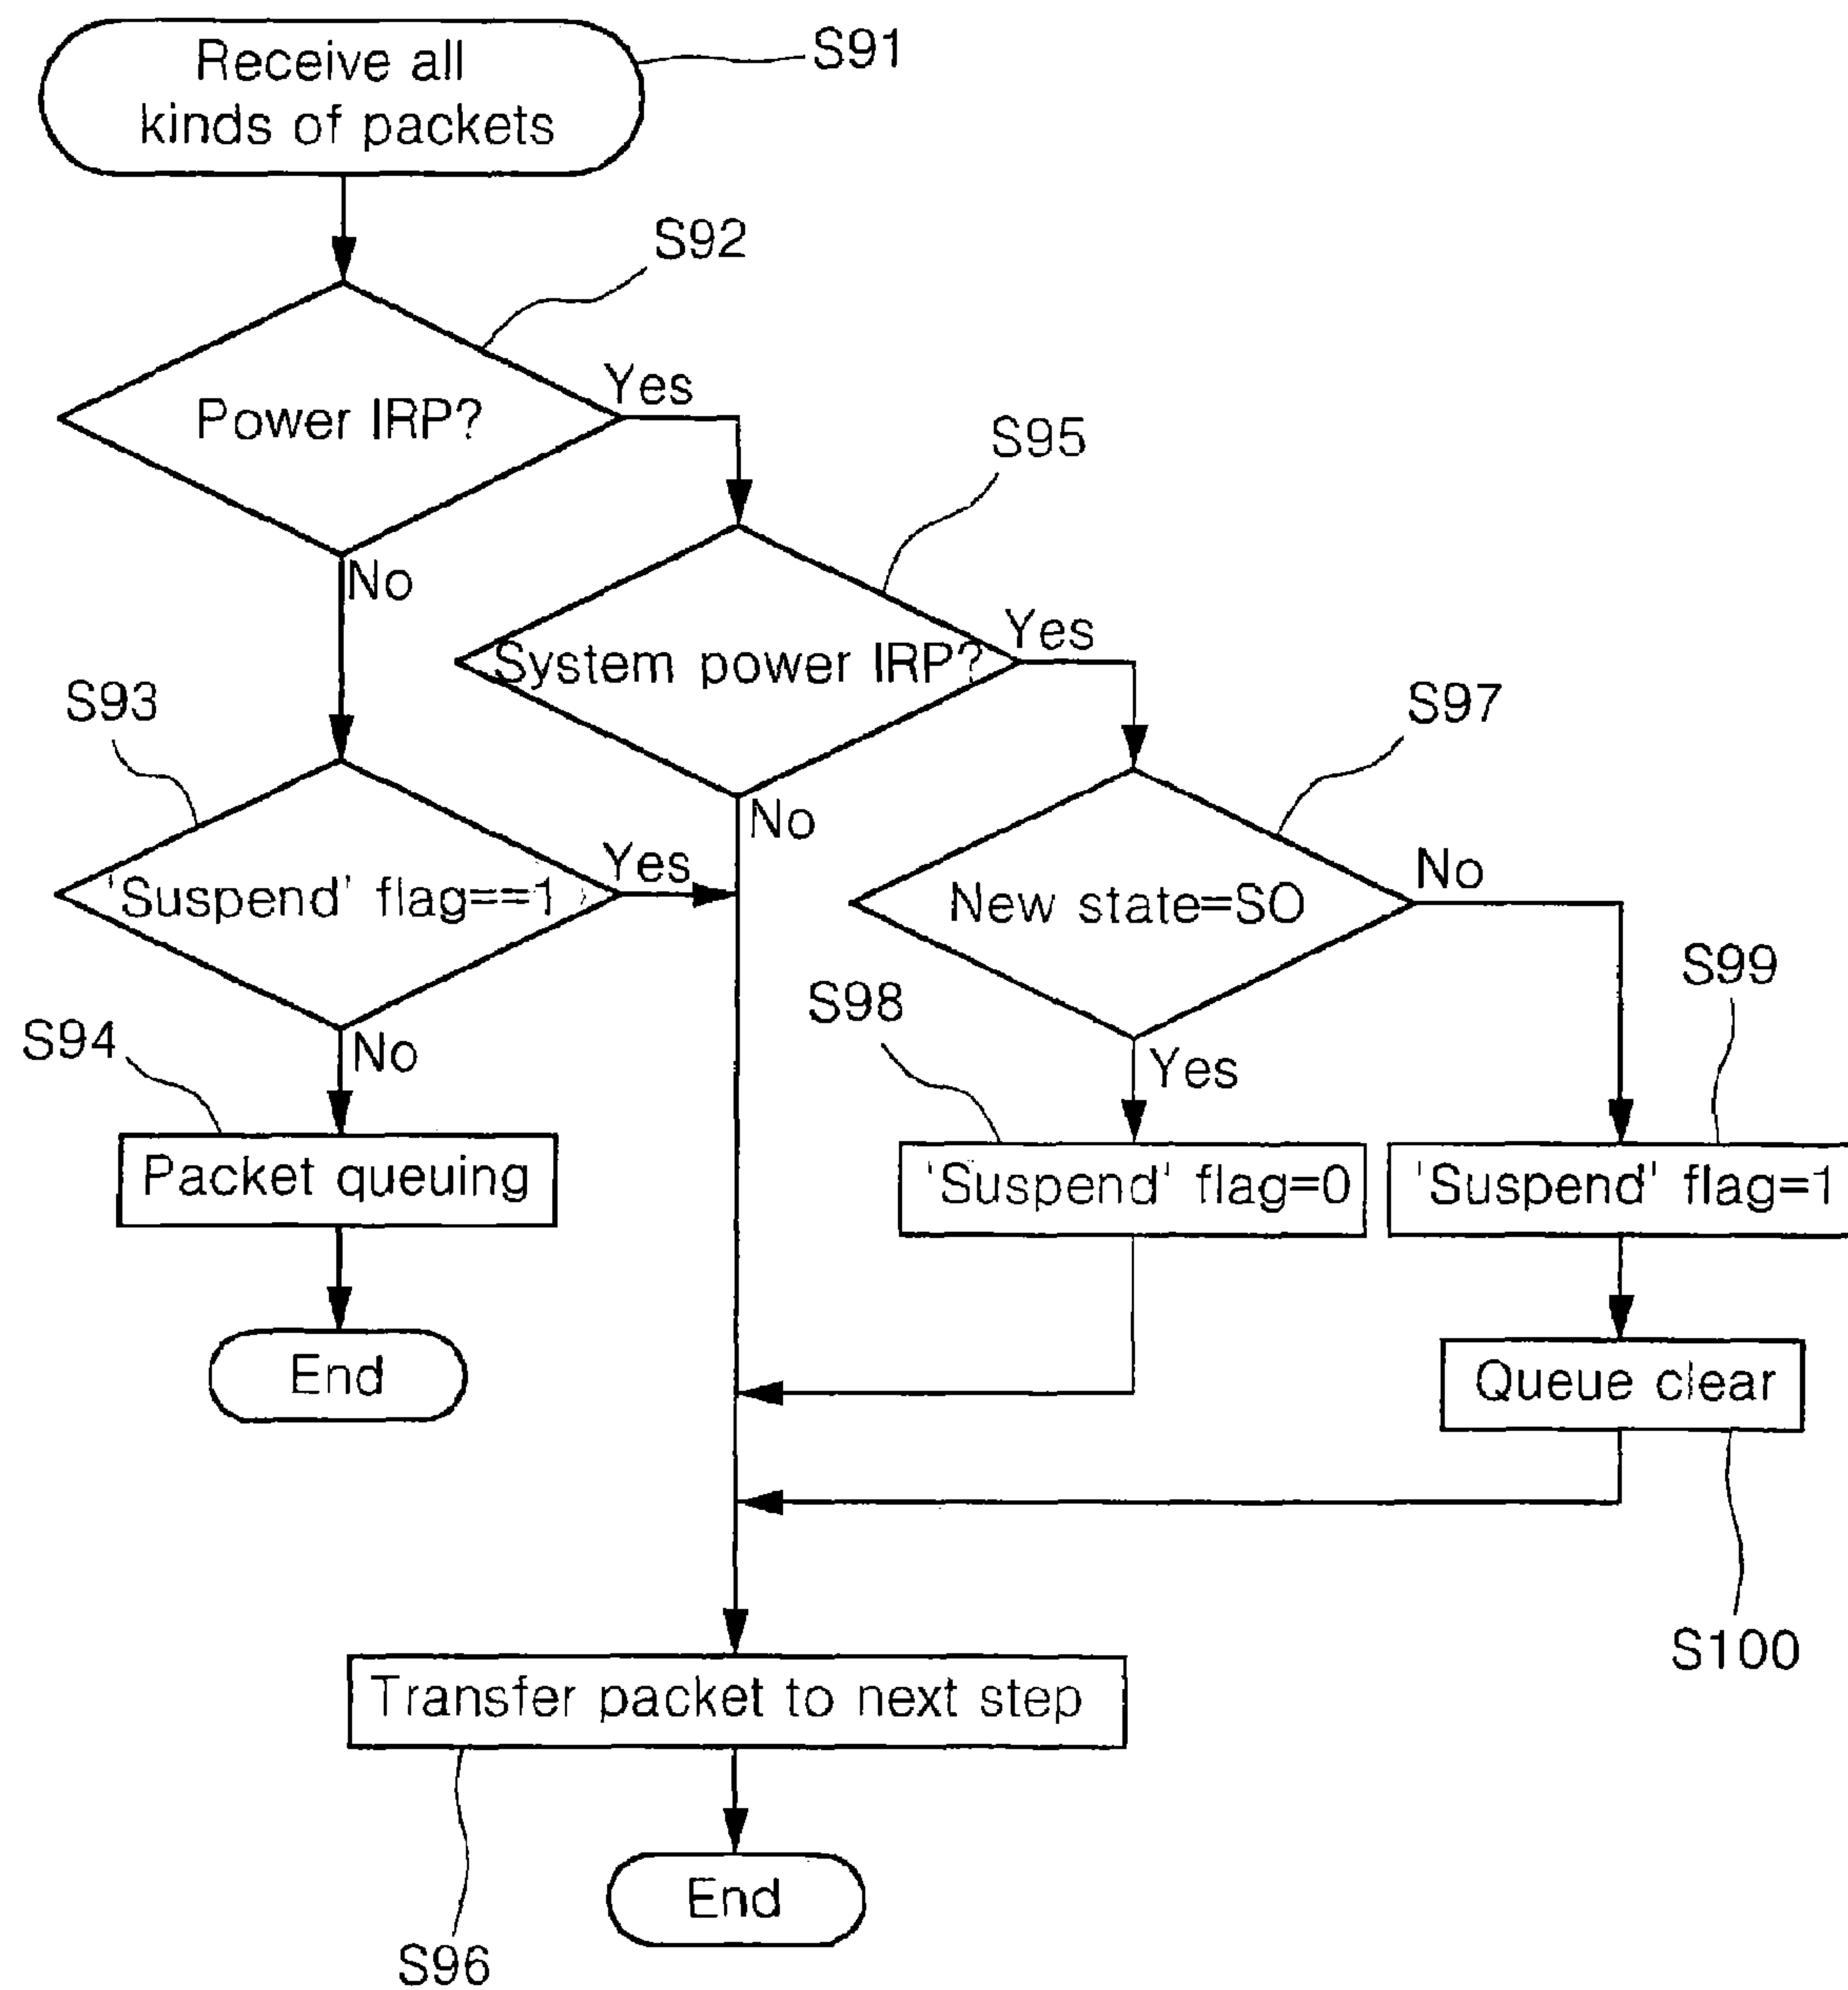 Receive all
kinds of packets
S91
S92
Power IRP?
Yes
No
S95
System power IRP?
Yes
No
S93
'Suspend' flag==1
Yes
No
S97
New state=SO
No
Yes
S94
Packet queuing
End
S98
'Suspend' flag=0
S99
'Suspend' flag=1
Queue clear
S100
Transfer packet to next step
S96
End